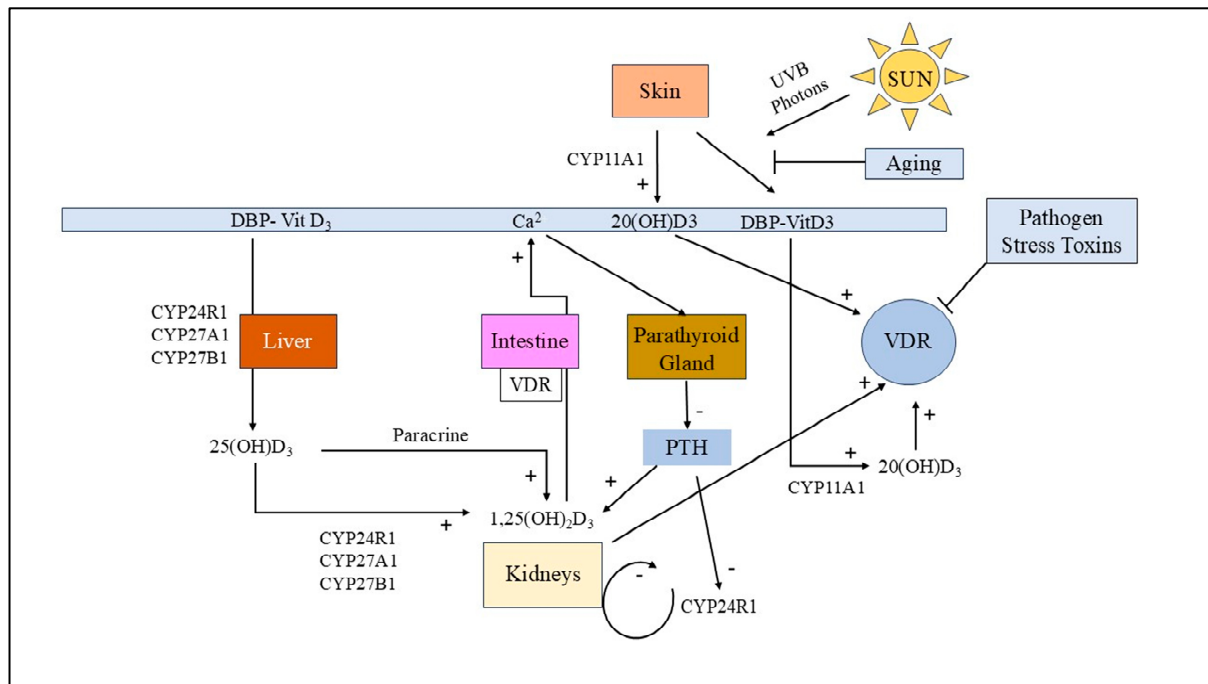 SUN
UVB
Photons
Skin
CYP11A1
+
Aging
DBP- Vit D₃
Ca²
20(OH)D3
DBP-VitD3
Pathogen
Stress Toxins
+
+
CYP24R1
CYP27A1
CYP27B1
Liver
Intestine
VDR
Parathyroid
Gland
VDR
+
-
+
25(OH)D₃
Paracrine
PTH
+
+
+
20(OH)D₃
CYP11A1
+
1,25(OH)₂D₃
CYP24R1
CYP27A1
CYP27B1
Kidneys
-
-
CYP24R1